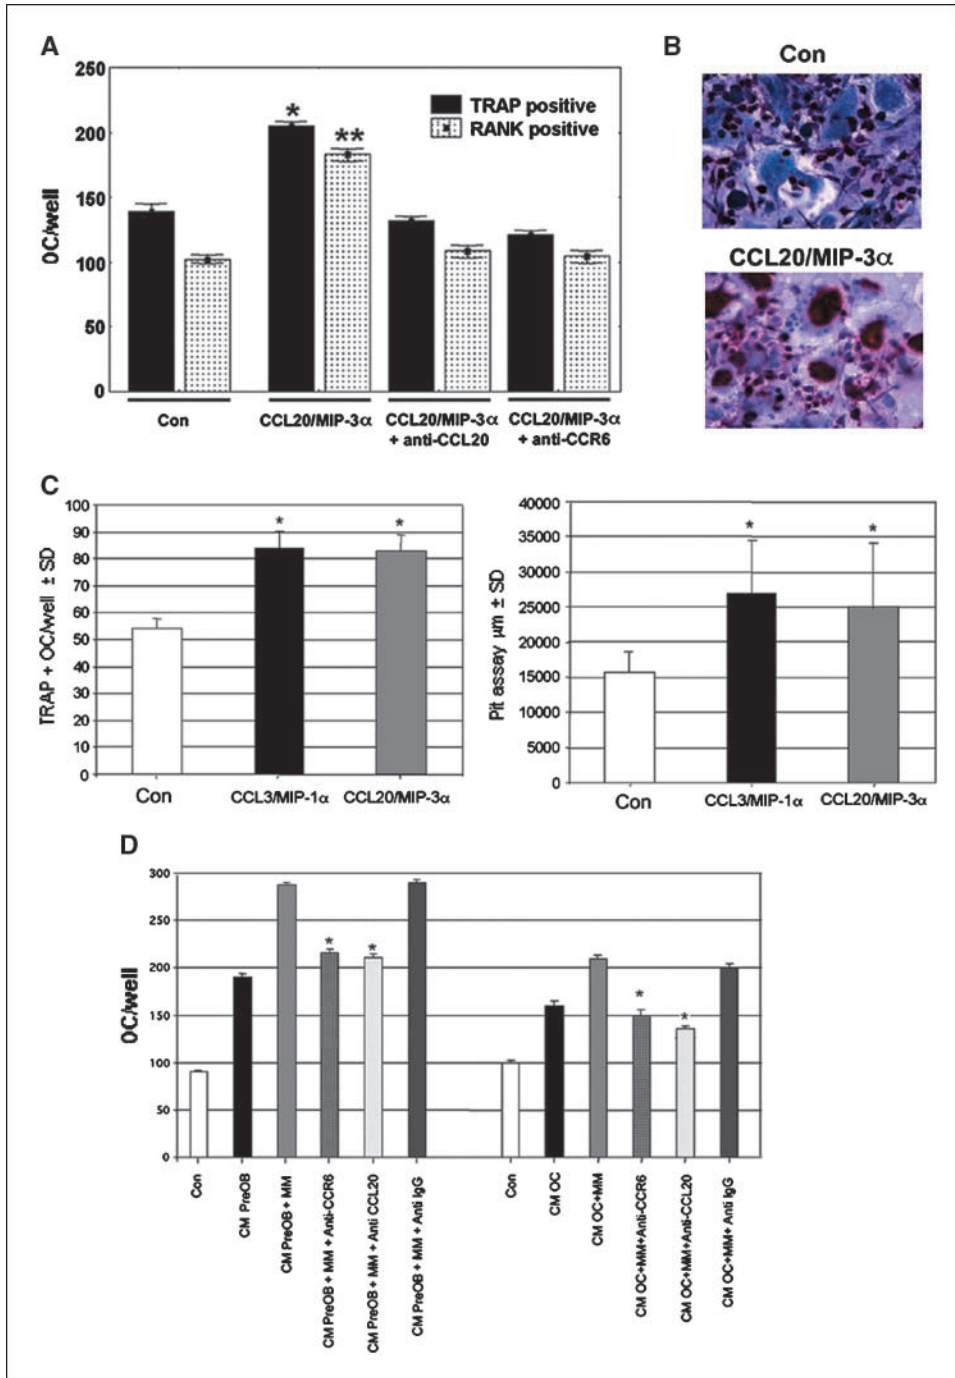 A
250
200
150
100
50
0
OC/well
*
**
TRAP positive
RANK positive
Con
CCL20/MIP-3α
CCL20/MIP-3α
+ anti-CCL20
CCL20/MIP-3α
+ anti-CCR6
B
Con
CCL20/MIP-3α
C
100
90
80
70
60
50
40
30
20
10
0
TRAP + OC/well ± SD
*
*
Con
CCL3/MIP-1α
CCL20/MIP-3α
40000
35000
30000
25000
20000
15000
10000
5000
0
Pit assay µm ± SD
*
*
Con
CCL3/MIP-1α
CCL20/MIP-3α
D
300
250
200
150
100
50
0
OC/well
*
*
*
*
Con
CM PreOB
CM PreOB + MM
CM PreOB + MM + Anti-CCR6
CM PreOB + MM + Anti CCL20
CM PreOB + MM + Anti IgG
Con
CM OC
CM OC+MM
CM OC+MM+Anti-CCR6
CM OC+MM+Anti-CCL20
CM OC+MM+ Anti IgG